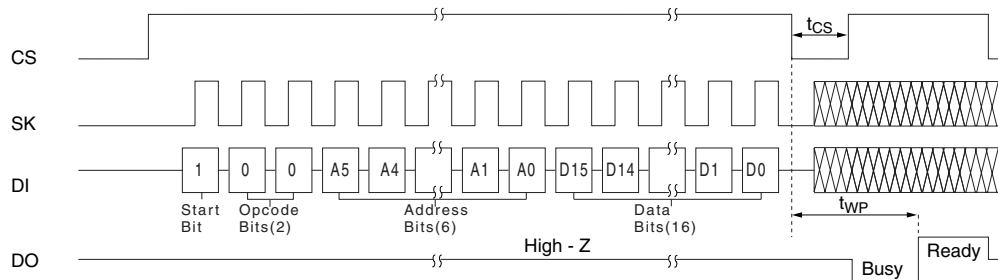 CS
tCS
SK
DI
1 0 0 A5 A4 A1 A0 D15 D14 D1 D0
Start Bit
Opcode Bits(2)
Address Bits(6)
Data Bits(16)
tWP
DO
High - Z
Busy
Ready